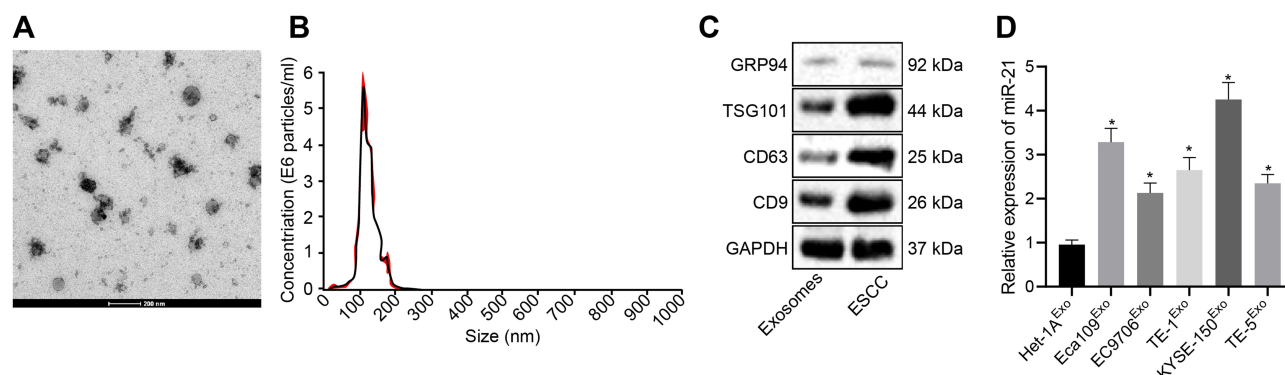 A
200 nm
B
Concentriation (E6 particles/ml)
6
5
4
3
2
1
0
0
100
200
300
400
500
600
700
800
900
1000
Size (nm)
C
GRP94 92 kDa
TSG101 44 kDa
CD63 25 kDa
CD9 26 kDa
GAPDH 37 kDa
Exosomes
ESCC
D
Relative expression of miR-21
5
4
3
2
1
0
*
*
*
*
*
Het-1A^Exo
Eca109^Exo
EC9706^Exo
TE-1^Exo
KYSE-150^Exo
TE-5^Exo